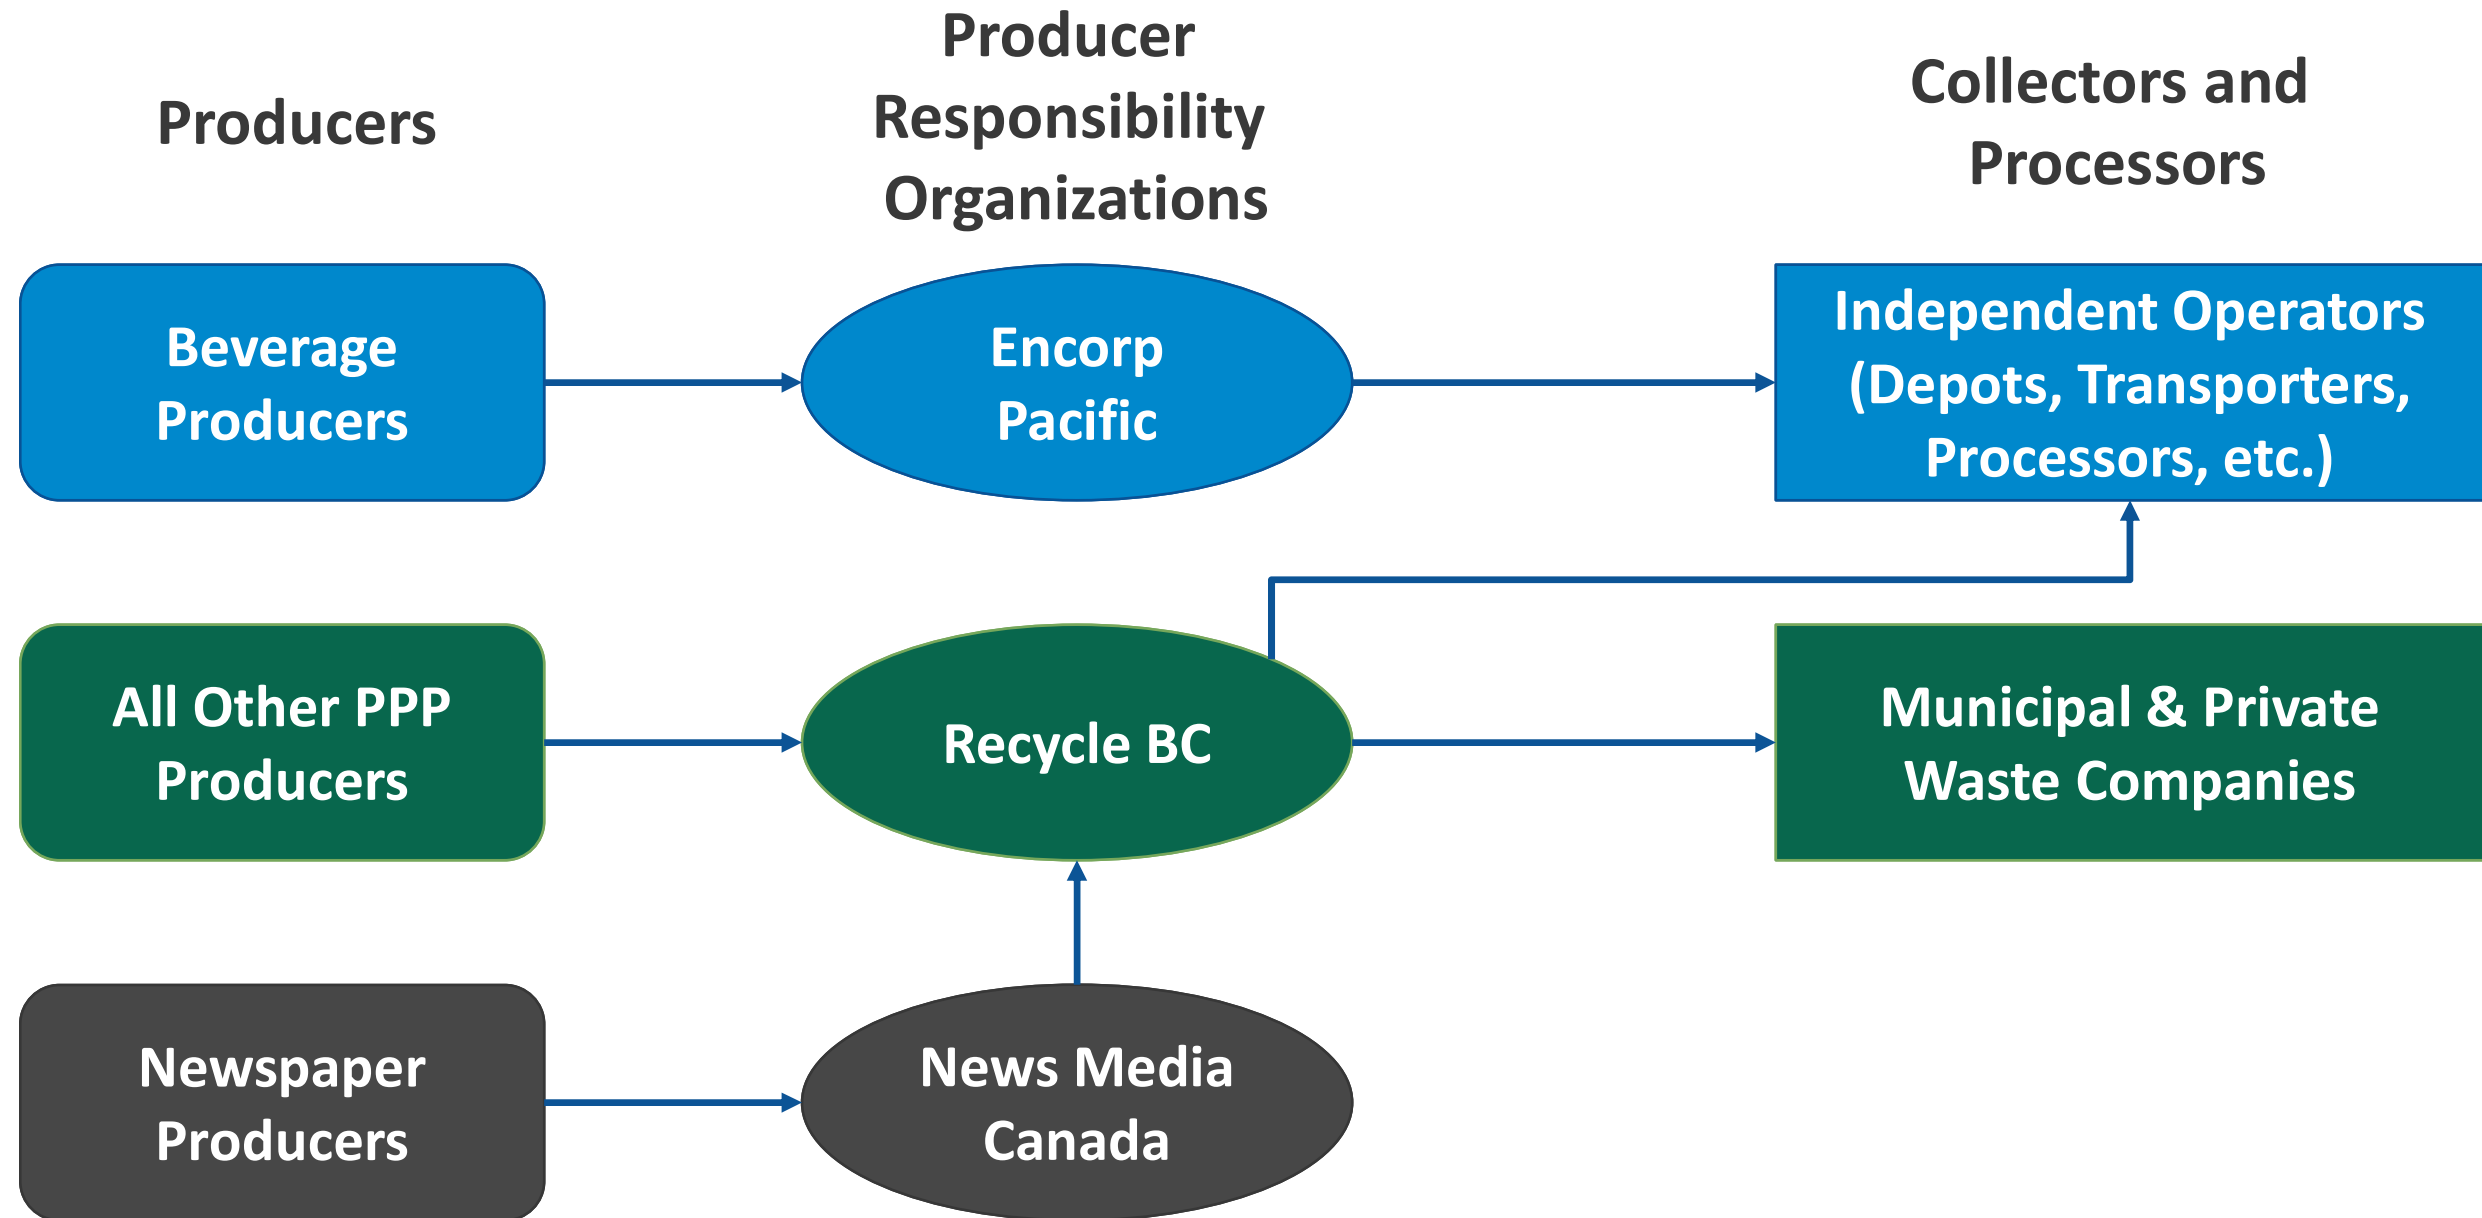 Producers
Producer
Responsibility
Organizations
Collectors and
Processors
Beverage
Producers
Encorp
Pacific
Independent Operators
(Depots, Transporters,
Processors, etc.)
All Other PPP
Producers
Recycle BC
Municipal & Private
Waste Companies
Newspaper
Producers
News Media
Canada